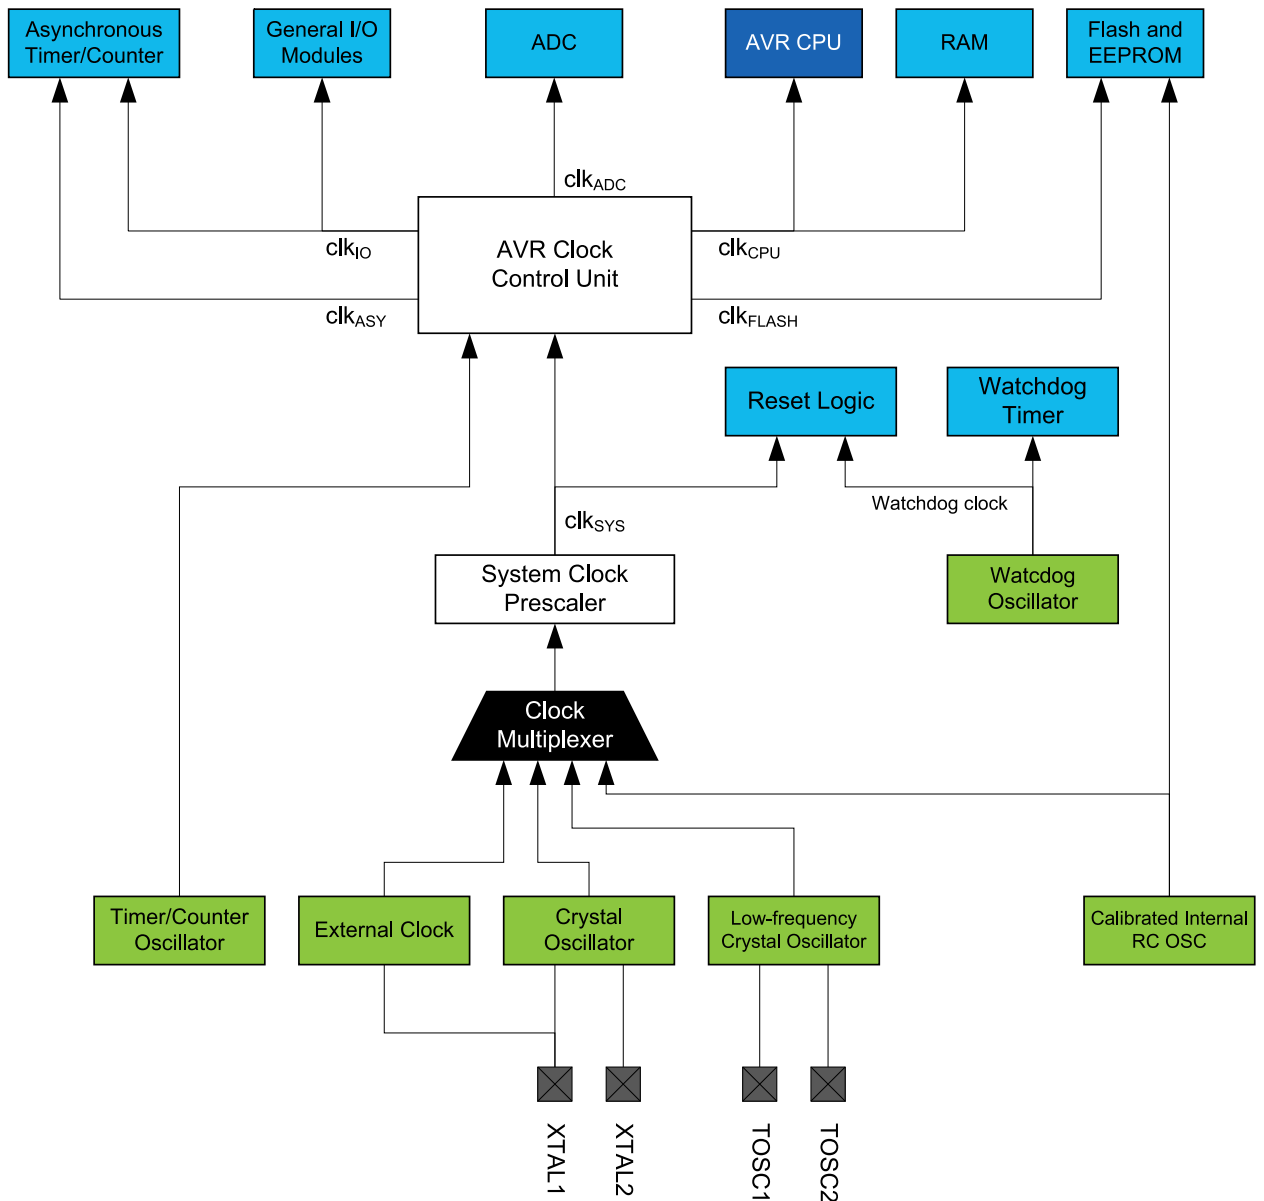 Asynchronous
Timer/Counter
General I/O
Modules
ADC
AVR CPU
RAM
Flash and
EEPROM
clkADC
AVR Clock
Control Unit
clkIO
clkCPU
clkASY
clkFLASH
Reset Logic
Watchdog
Timer
Watchdog clock
clkSYS
System Clock
Prescaler
Watcdog
Oscillator
Clock
Multiplexer
Timer/Counter
Oscillator
External Clock
Crystal
Oscillator
Low-frequency
Crystal Oscillator
Calibrated Internal
RC OSC
XTAL1
XTAL2
TOSC1
TOSC2